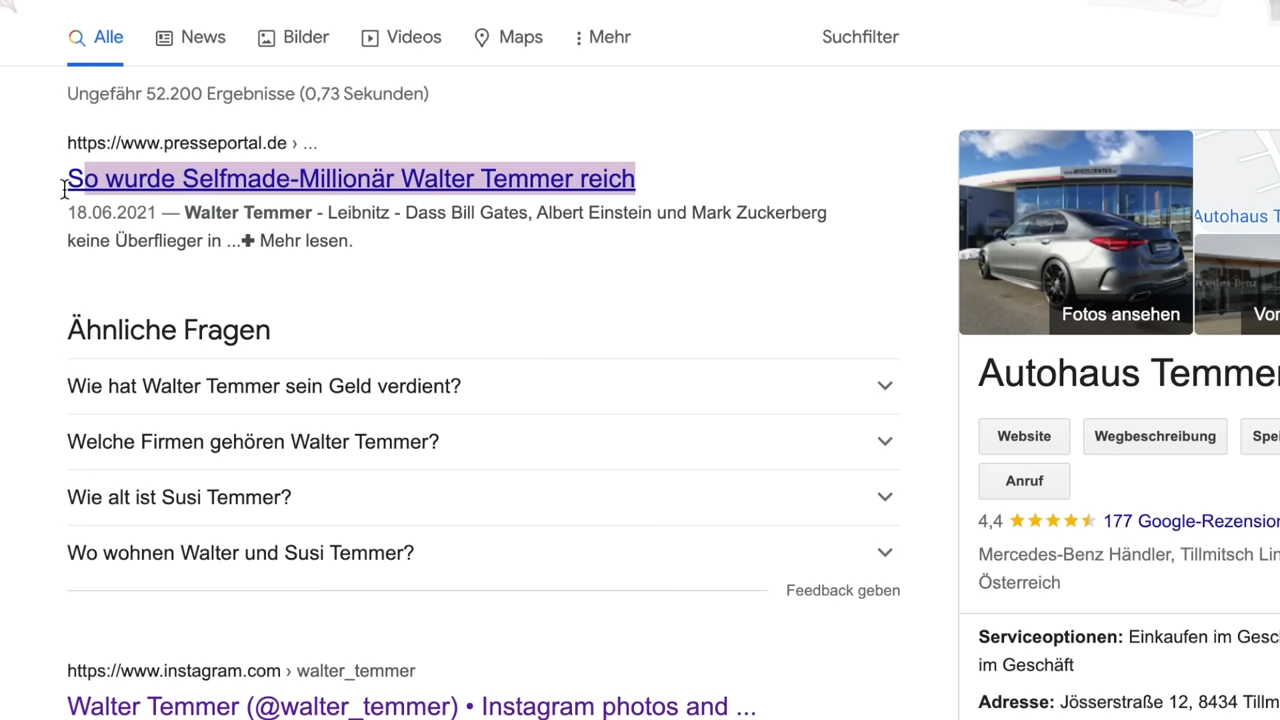 Alle News Bilder Videos Maps Mehr Suchfilter
Ungefähr 52.200 Ergebnisse (0,73 Sekunden)
https://www.presseportal.de › ...
So wurde Selfmade-Millionär Walter Temmer reich
18.06.2021 — Walter Temmer - Leibnitz - Dass Bill Gates, Albert Einstein und Mark Zuckerberg
keine Überflieger in ...✚ Mehr lesen.
Ähnliche Fragen
Wie hat Walter Temmer sein Geld verdient?
Welche Firmen gehören Walter Temmer?
Wie alt ist Susi Temmer?
Wo wohnen Walter und Susi Temmer?
Feedback geben
https://www.instagram.com › walter_temmer
Walter Temmer (@walter_temmer) • Instagram photos and ...
Autohaus T
Fotos ansehen
Vor
Autohaus Temmer
Website Wegbeschreibung Spei
Anruf
4,4 177 Google-Rezension
Mercedes-Benz Händler, Tillmitsch Lin
Österreich
Serviceoptionen: Einkaufen im Gesc
im Geschäft
Adresse: Jösserstraße 12, 8434 Tillm